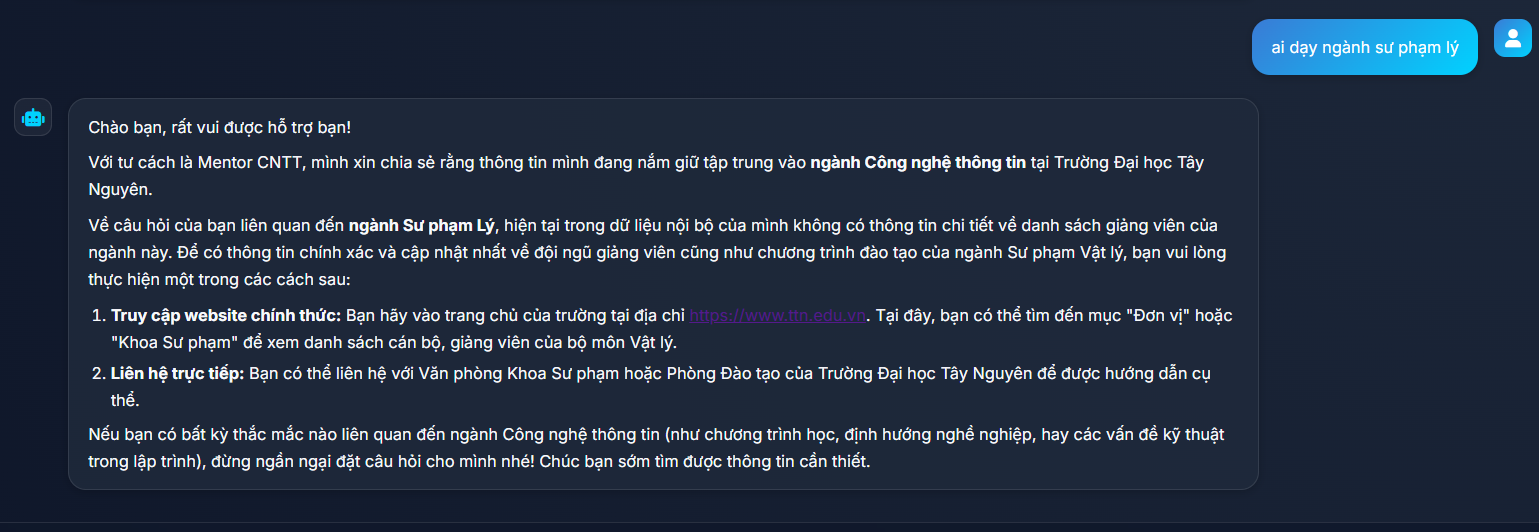 ai dạy ngành sư phạm lý
Chào bạn, rất vui được hỗ trợ bạn!
Với tư cách là Mentor CNTT, mình xin chia sẻ rằng thông tin mình đang nắm giữ tập trung vào ngành Công nghệ thông tin tại Trường Đại học Tây
Nguyên.
Về câu hỏi của bạn liên quan đến ngành Sư phạm Lý, hiện tại trong dữ liệu nội bộ của mình không có thông tin chi tiết về danh sách giảng viên của
ngành này. Để có thông tin chính xác và cập nhật nhất về đội ngũ giảng viên cũng như chương trình đào tạo của ngành Sư phạm Vật lý, bạn vui lòng
thực hiện một trong các cách sau:
1. Truy cập website chính thức: Bạn hãy vào trang chủ của trường tại địa chỉ https://www.ttn.edu.vn. Tại đây, bạn có thể tìm đến mục "Đơn vị" hoặc
"Khoa Sư phạm" để xem danh sách cán bộ, giảng viên của bộ môn Vật lý.
2. Liên hệ trực tiếp: Bạn có thể liên hệ với Văn phòng Khoa Sư phạm hoặc Phòng Đào tạo của Trường Đại học Tây Nguyên để được hướng dẫn cụ
thể.
Nếu bạn có bất kỳ thắc mắc nào liên quan đến ngành Công nghệ thông tin (như chương trình học, định hướng nghề nghiệp, hay các vấn đề kỹ thuật
trong lập trình), đừng ngần ngại đặt câu hỏi cho mình nhé! Chúc bạn sớm tìm được thông tin cần thiết.